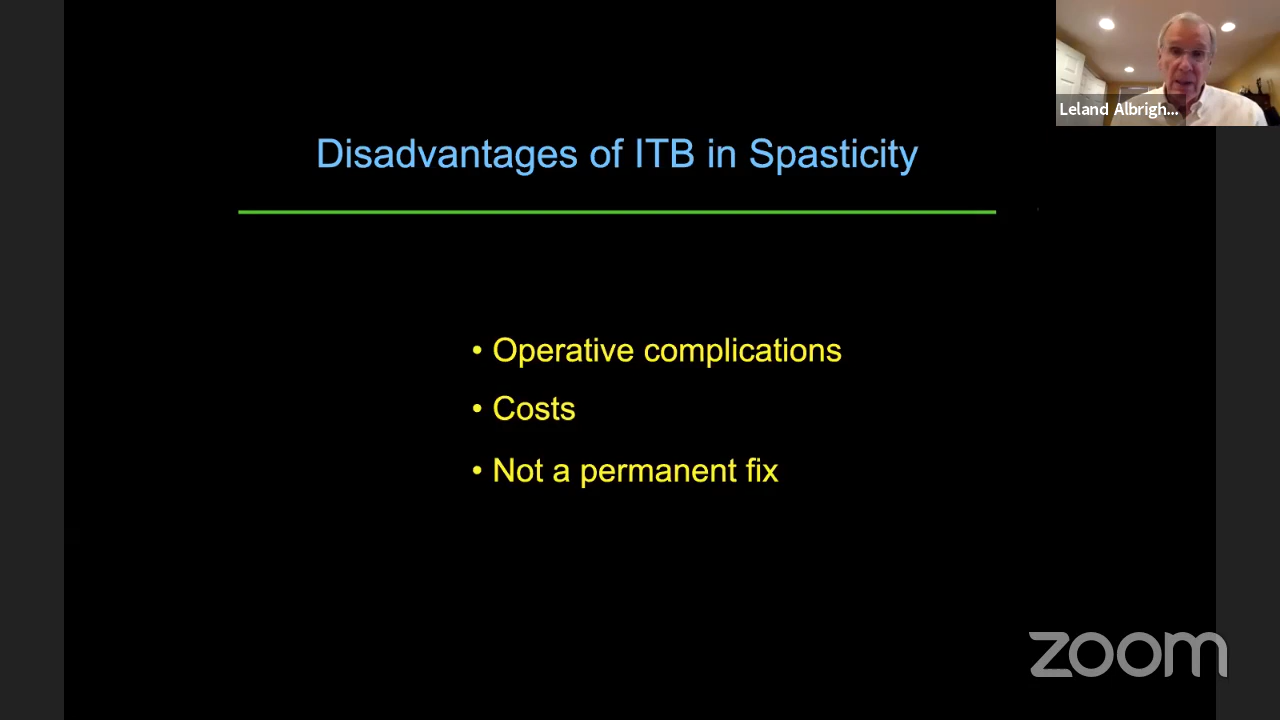 Leland Albrigh...
Disadvantages of ITB in Spasticity
• Operative complications
• Costs
• Not a permanent fix
zoom